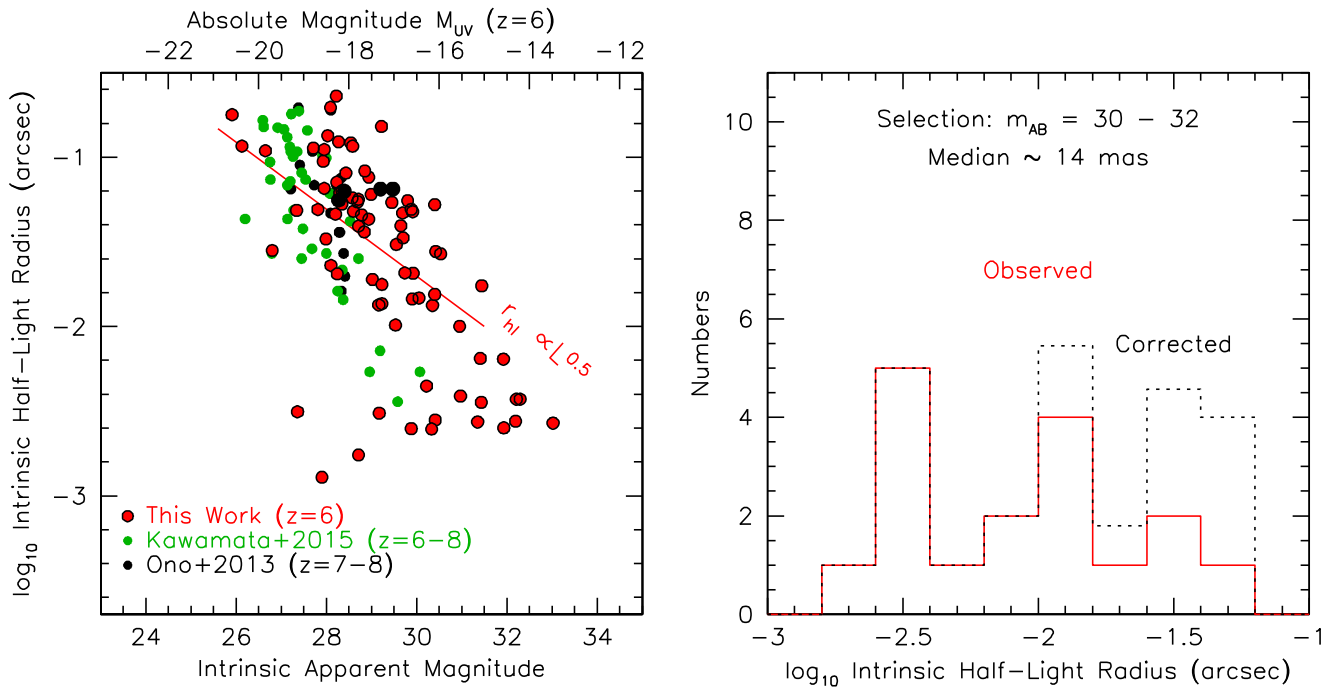 Absolute Magnitude M_UV (z=6)
−22 −20 −18 −16 −14 −12
log₁₀ Intrinsic Half−Light Radius (arcsec)
−1
−2
−3
r_hl ∝ L^0.5
This Work (z=6)
Kawamata+2015 (z=6−8)
Ono+2013 (z=7−8)
24 26 28 30 32 34
Intrinsic Apparent Magnitude
Numbers
10
8
6
4
2
0
Selection: m_AB = 30 − 32
Median ~ 14 mas
Observed
Corrected
−3 −2.5 −2 −1.5 −1
log₁₀ Intrinsic Half−Light Radius (arcsec)